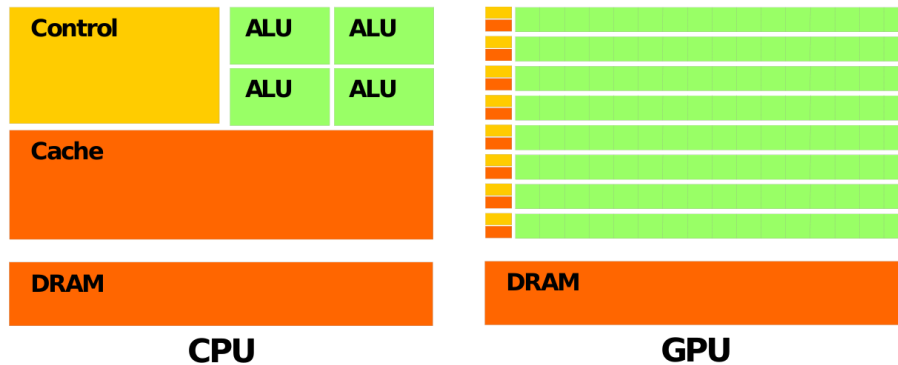 Control
ALU
ALU
ALU
ALU
Cache
DRAM
CPU
DRAM
GPU